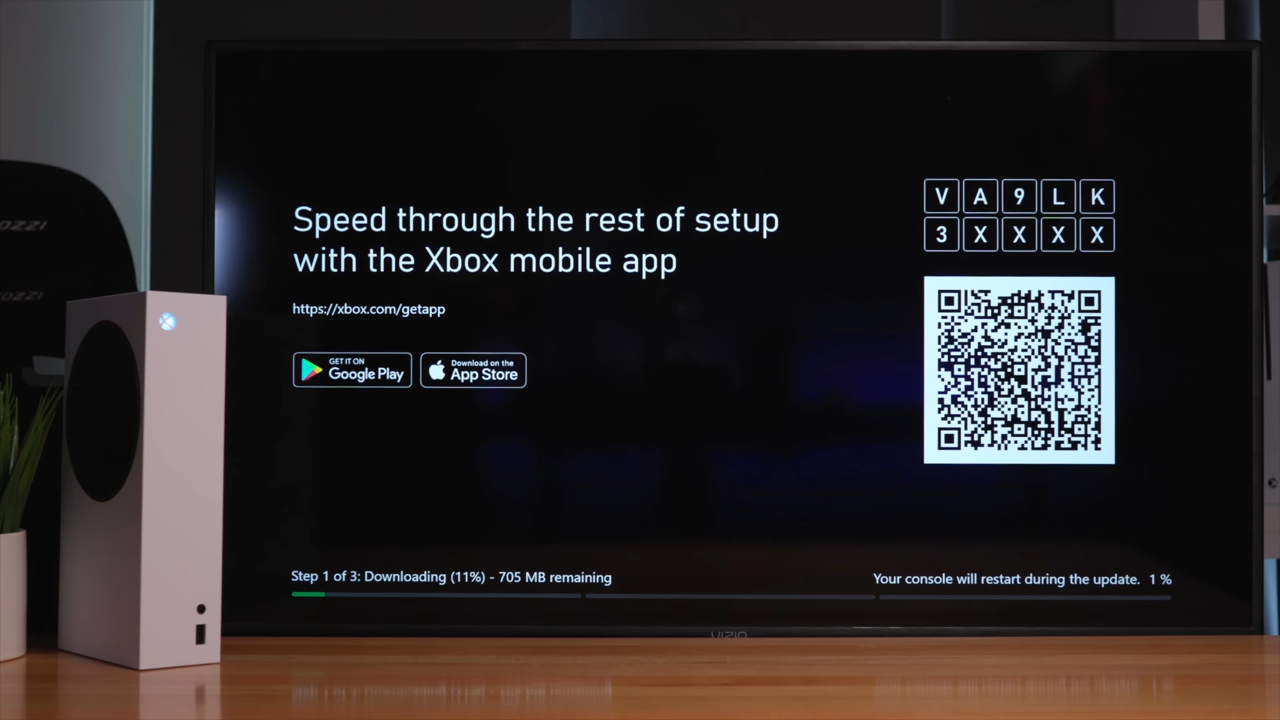 Speed through the rest of setup
with the Xbox mobile app
https://xbox.com/getapp
GET IT ON
Google Play
Download on the
App Store
V A 9 L K
3 X X X X
Step 1 of 3: Downloading (11%) - 705 MB remaining
Your console will restart during the update. 1 %
VIZIO